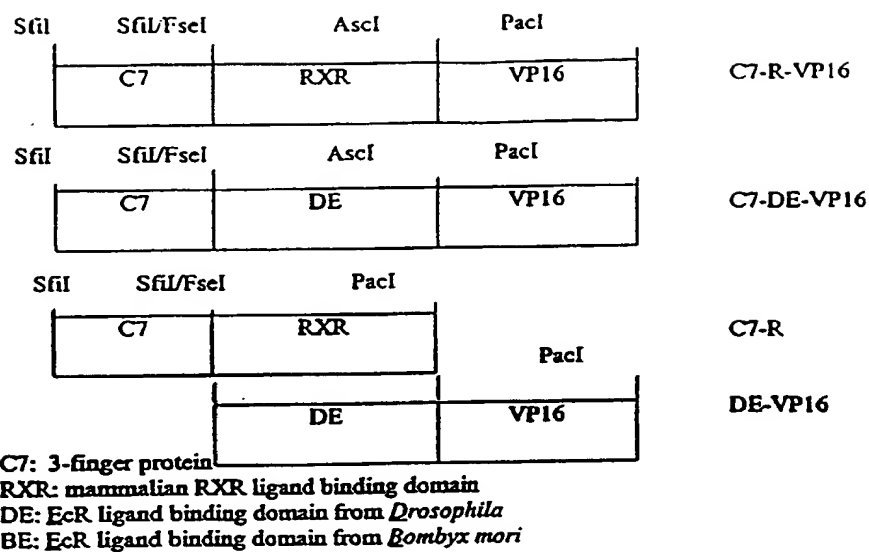 SfiI SfiI/FseI AscI PacI
C7 RXR VP16 C7-R-VP16
SfiI SfiI/FseI AscI PacI
C7 DE VP16 C7-DE-VP16
SfiI SfiI/FseI PacI
C7 RXR C7-R
PacI
DE VP16 DE-VP16
C7: 3-finger protein
RXR: mammalian RXR ligand binding domain
DE: EcR ligand binding domain from Drosophila
BE: EcR ligand binding domain from Bombyx mori